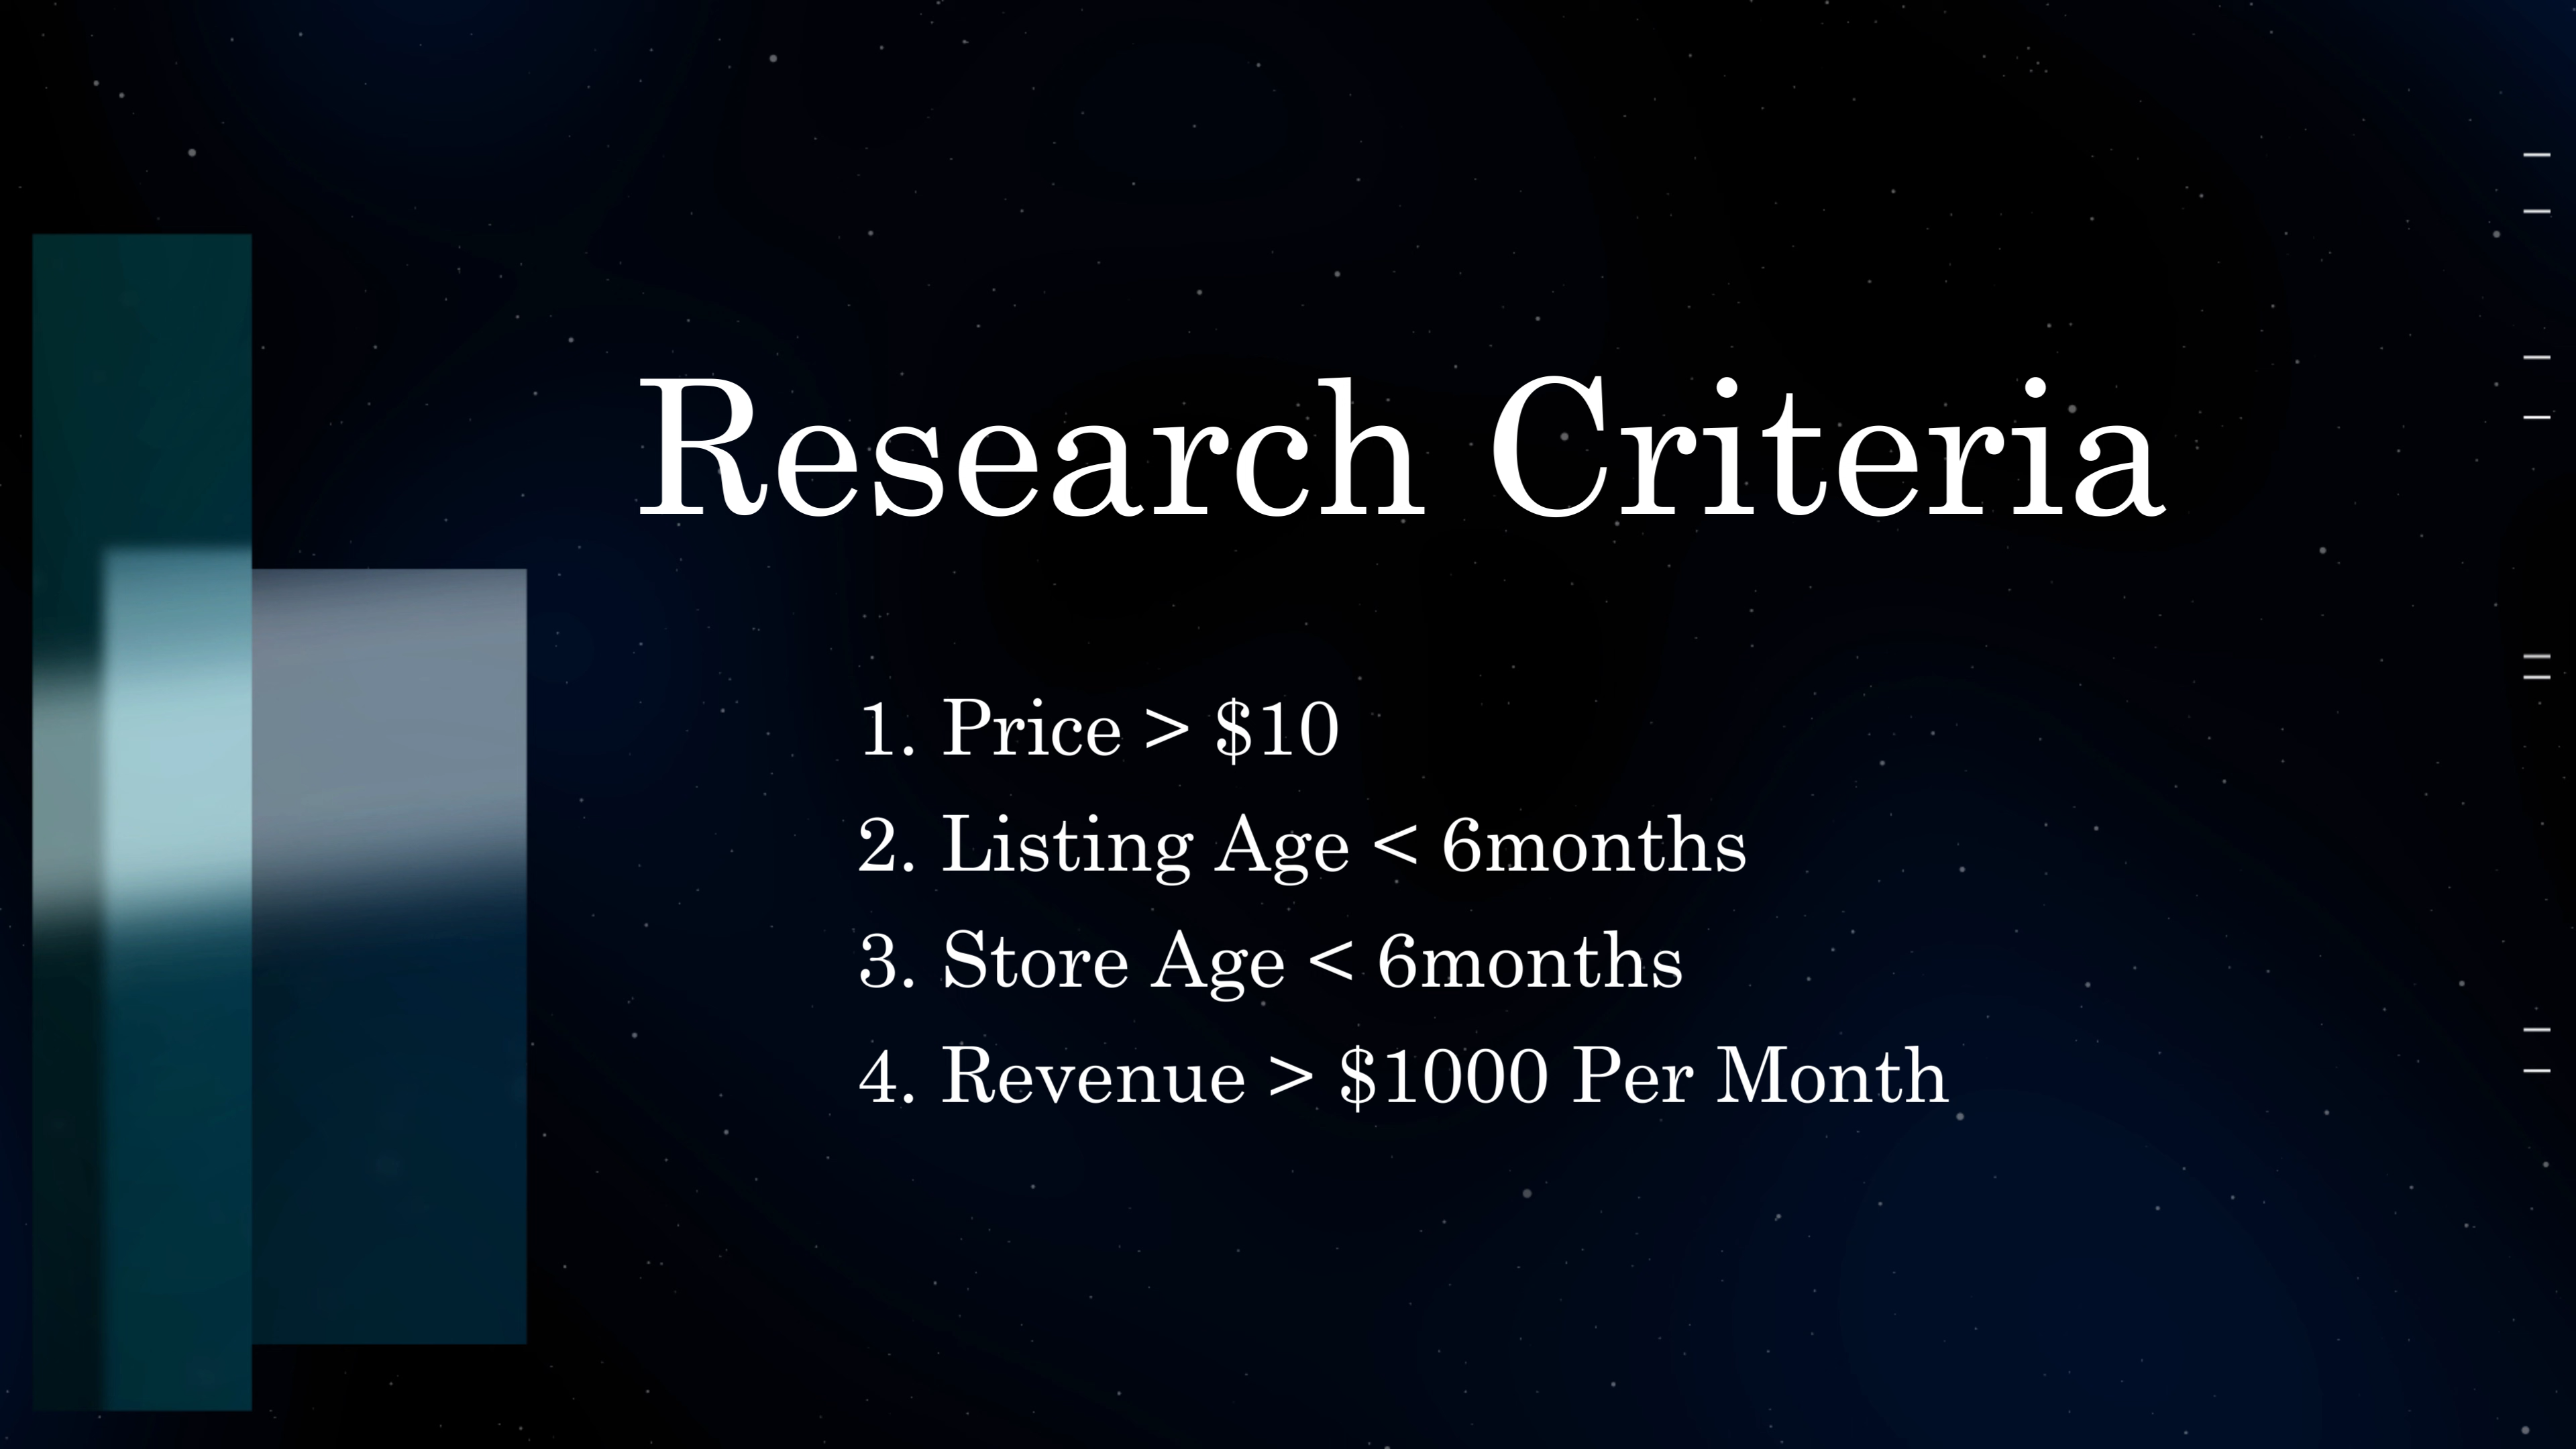 Research Criteria
1. Price > $10
2. Listing Age < 6months
3. Store Age < 6months
4. Revenue > $1000 Per Month